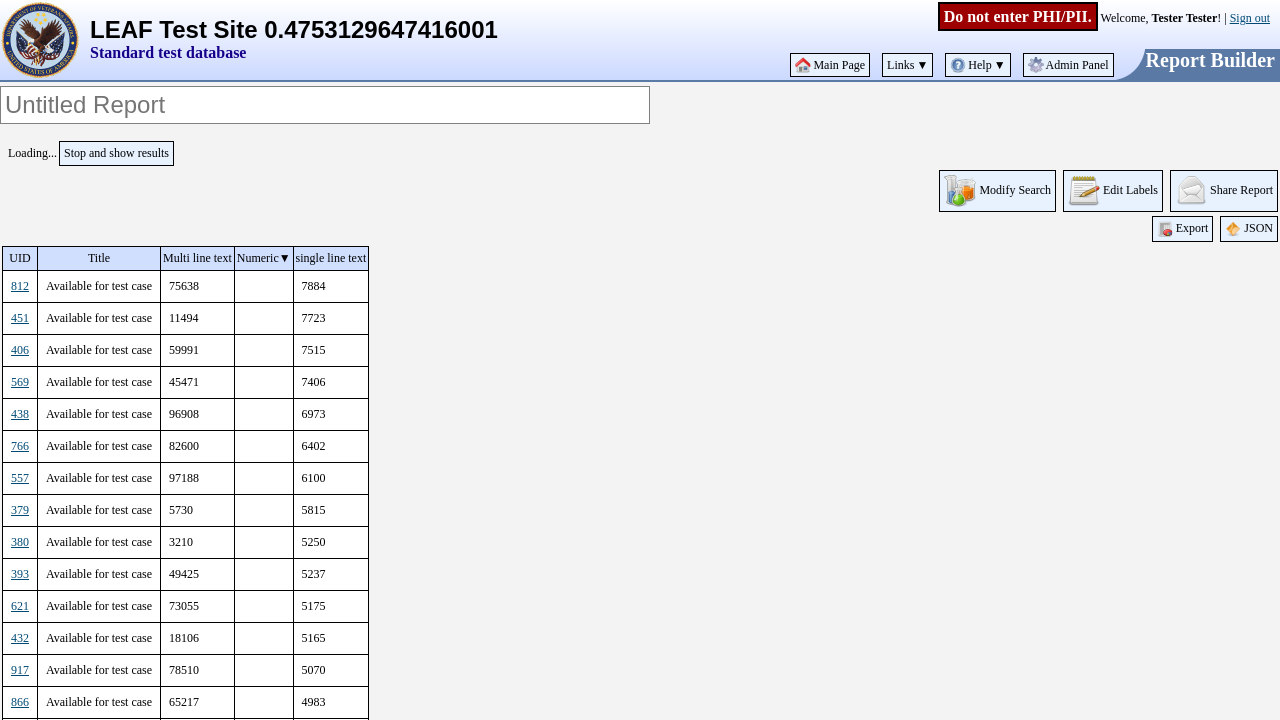 Do not enter PHI/PII. Welcome, Tester Tester! | Sign out
LEAF Test Site 0.4753129647416001
Standard test database
Main Page Links ▼ Help ▼ Admin Panel Report Builder
Untitled Report
Loading... Stop and show results
Modify Search Edit Labels Share Report
Export JSON
UID Title Multi line text Numeric▼ single line text
812 Available for test case 75638 7884
451 Available for test case 11494 7723
406 Available for test case 59991 7515
569 Available for test case 45471 7406
438 Available for test case 96908 6973
766 Available for test case 82600 6402
557 Available for test case 97188 6100
379 Available for test case 5730 5815
380 Available for test case 3210 5250
393 Available for test case 49425 5237
621 Available for test case 73055 5175
432 Available for test case 18106 5165
917 Available for test case 78510 5070
866 Available for test case 65217 4983